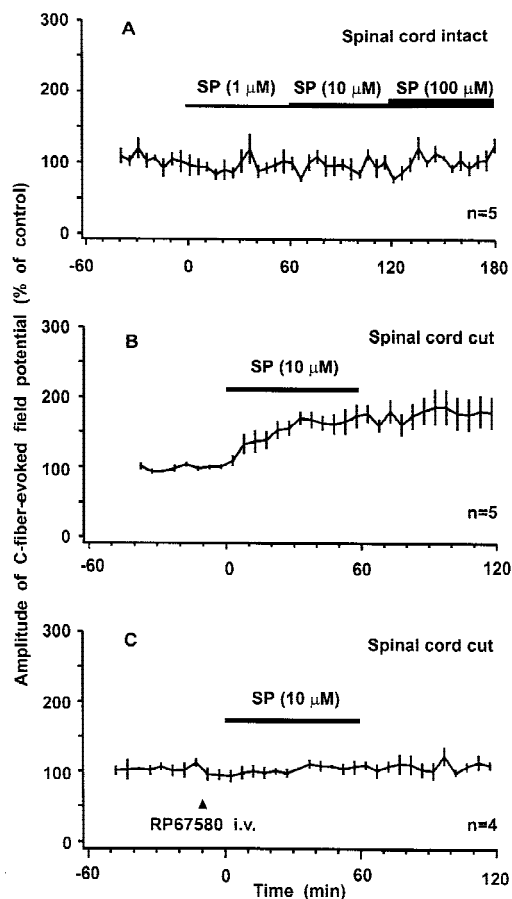 Amplitude of C-fiber-evoked field potential (% of control)
A
Spinal cord intact
SP (1 μM) SP (10 μM) SP (100 μM)
300
200
100
0
n=5
-60 0 60 120 180
B
Spinal cord cut
SP (10 μM)
300
200
100
0
n=5
-60 0 60 120
C
Spinal cord cut
SP (10 μM)
300
200
100
0
RP67580 i.v.
n=4
-60 0 60 120
Time (min)